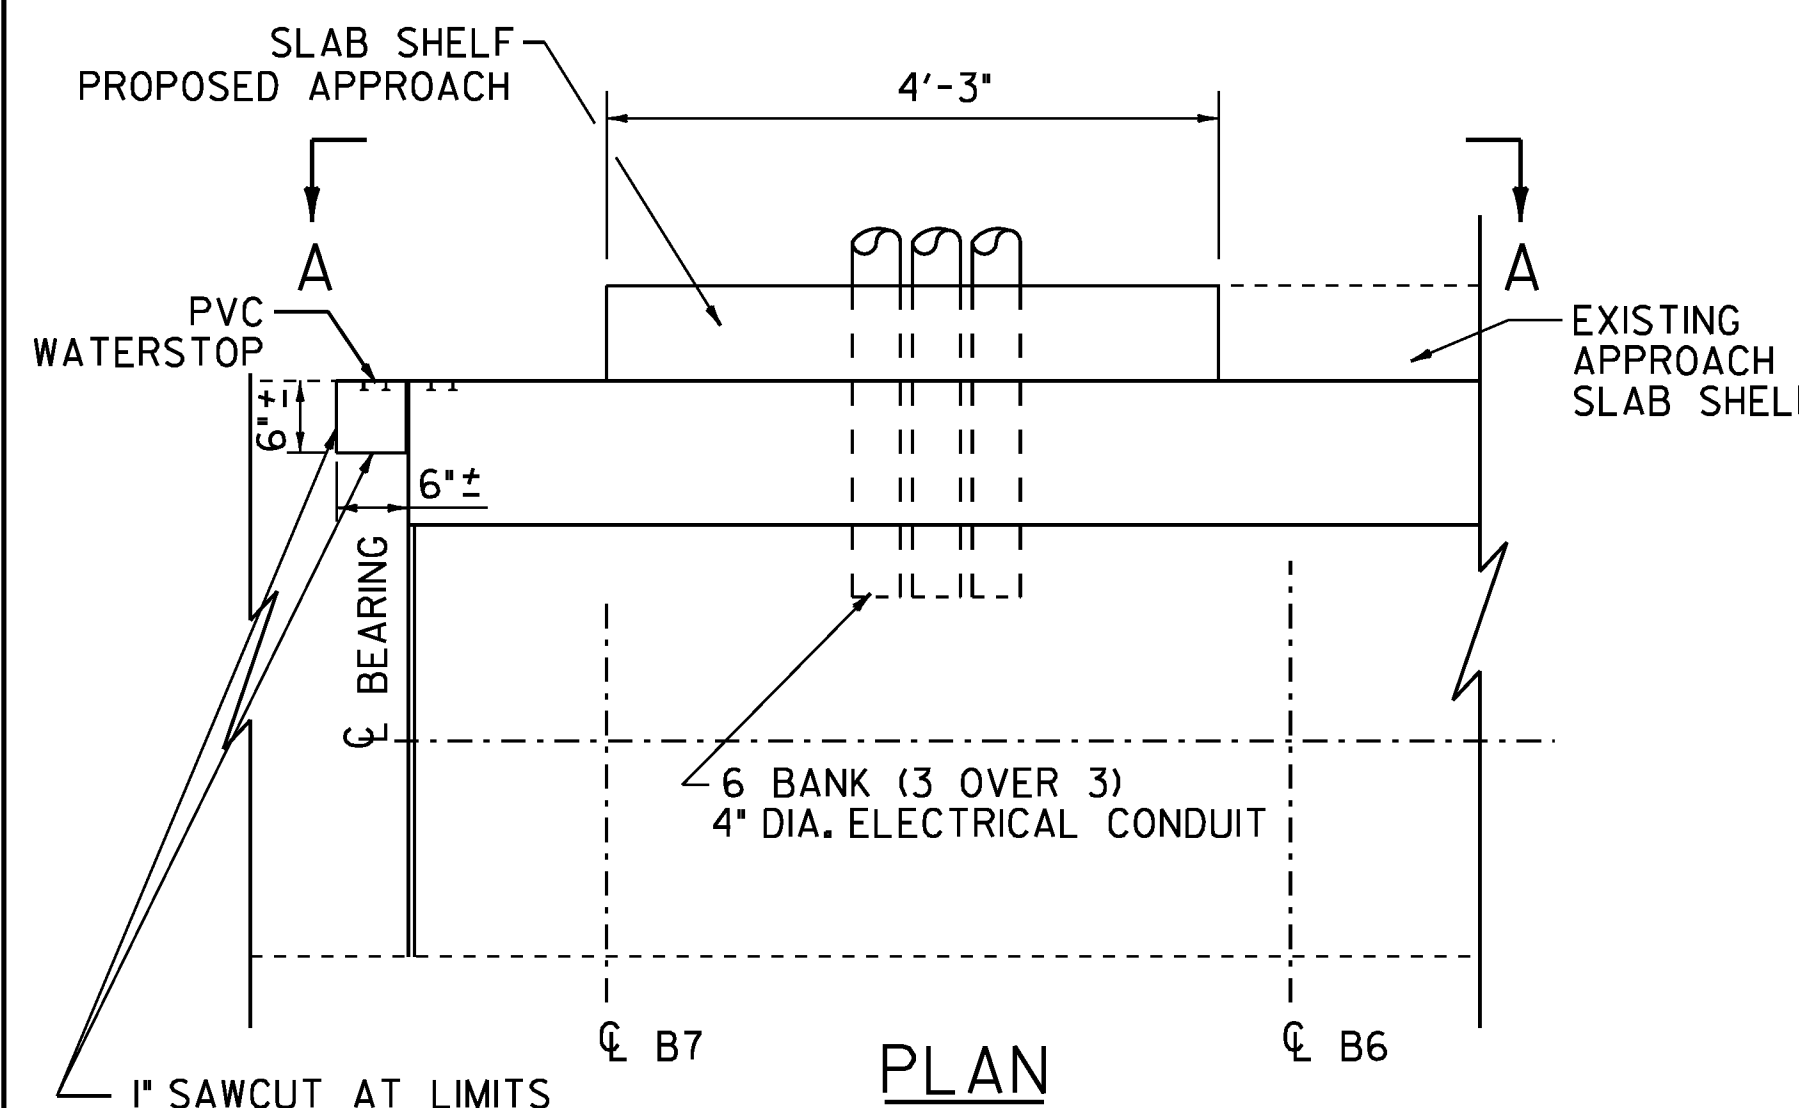 SLAB SHELF
PROPOSED APPROACH
4'-3"
A
A
PVC
WATERSTOP
EXISTING
APPROACH
SLAB SHELF
6"±
6"±
℄ BEARING
6 BANK (3 OVER 3)
4" DIA. ELECTRICAL CONDUIT
℄ B7
℄ B6
PLAN
1" SAWCUT AT LIMITS